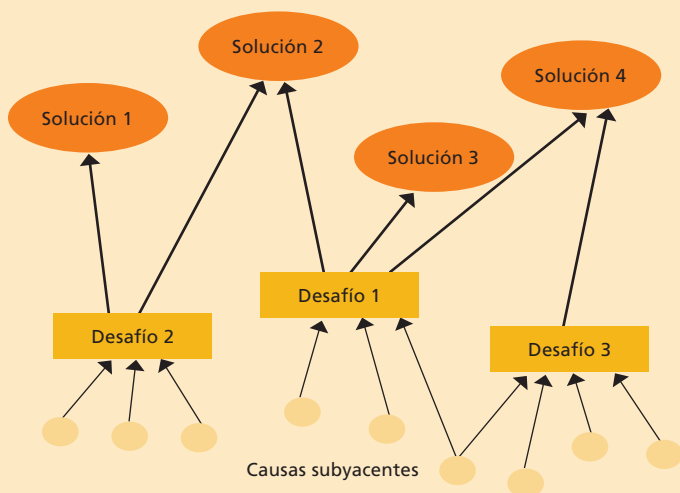 Solución 2
Solución 4
Solución 1
Solución 3
Desafío 1
Desafío 2
Desafío 3
Causas subyacentes